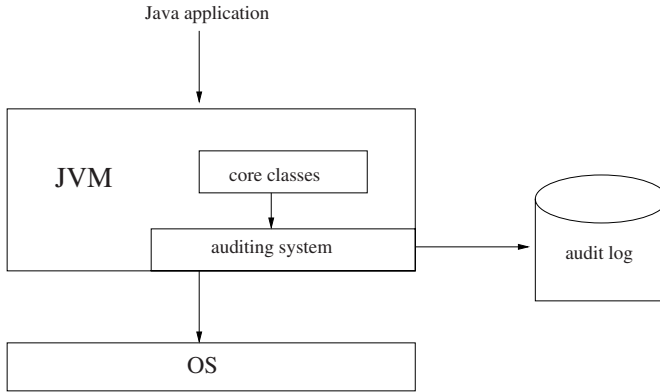 Java application
JVM
core classes
auditing system
audit log
OS